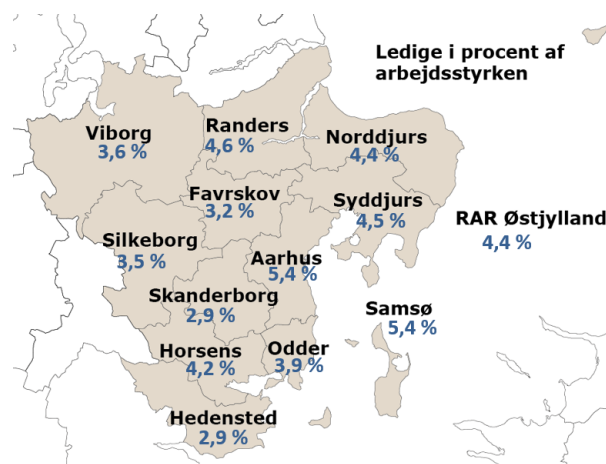 Ledige i procent af
arbejdsstyrken
Viborg
3,6 %
Randers
4,6 %
Norddjurs
4,4 %
Favrskov
3,2 %
Syddjurs
4,5 %
RAR Østjylland
4,4 %
Silkeborg
3,5 %
Aarhus
5,4 %
Skanderborg
2,9 %
Samsø
5,4 %
Horsens
4,2 %
Odder
3,9 %
Hedensted
2,9 %